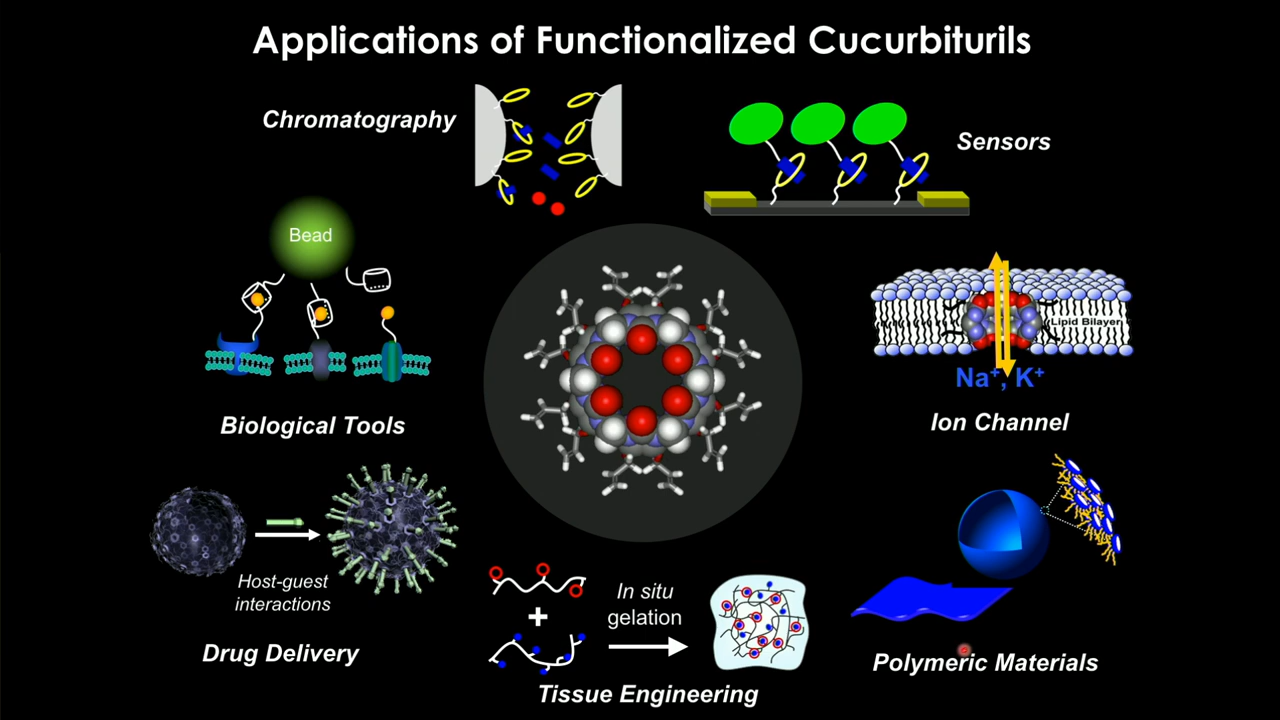 Applications of Functionalized Cucurbiturils
Chromatography
Sensors
Bead
Lipid Bilayer
Na⁺, K⁺
Biological Tools
Ion Channel
Host-guest
interactions
Drug Delivery
+
In situ
gelation
Tissue Engineering
Polymeric Materials